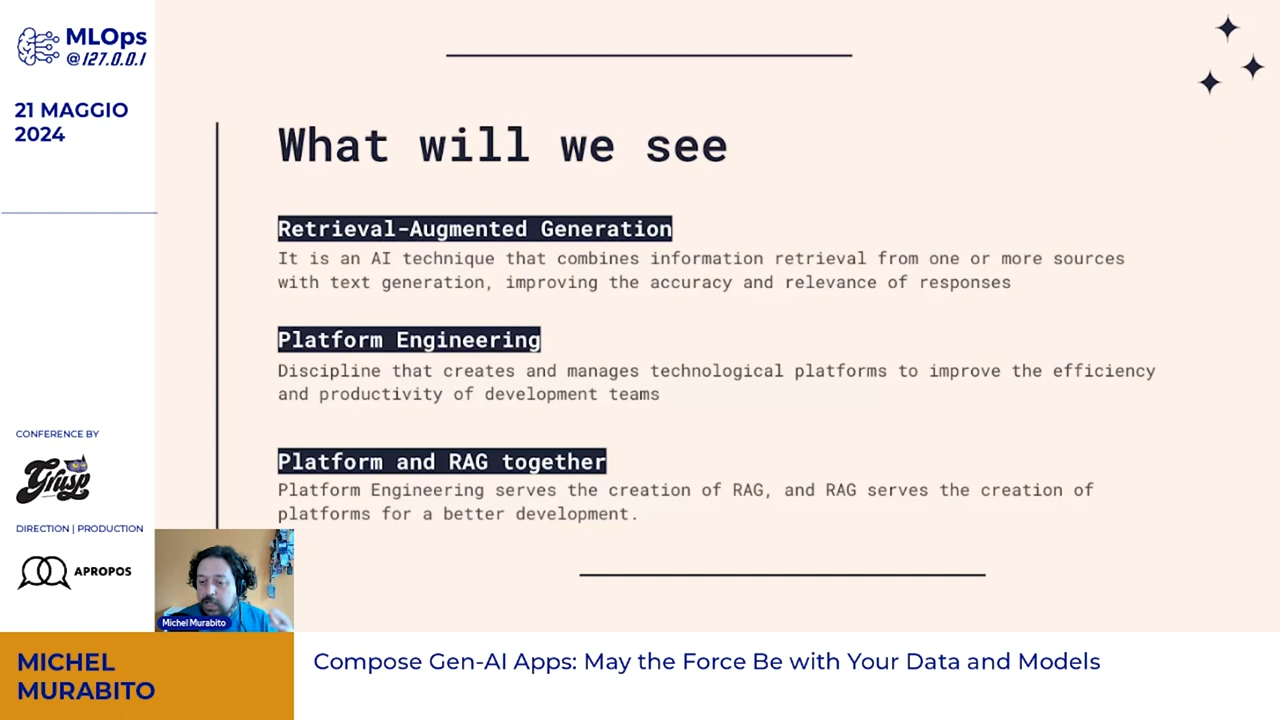 MLOps
@127.0.0.1
21 MAGGIO
2024
What will we see
Retrieval-Augmented Generation
It is an AI technique that combines information retrieval from one or more sources
with text generation, improving the accuracy and relevance of responses
Platform Engineering
Discipline that creates and manages technological platforms to improve the efficiency
and productivity of development teams
Platform and RAG together
Platform Engineering serves the creation of RAG, and RAG serves the creation of
platforms for a better development.
CONFERENCE BY
Grusp
DIRECTION | PRODUCTION
APROPOS
Michel Murabito
MICHEL
MURABITO
Compose Gen-AI Apps: May the Force Be with Your Data and Models